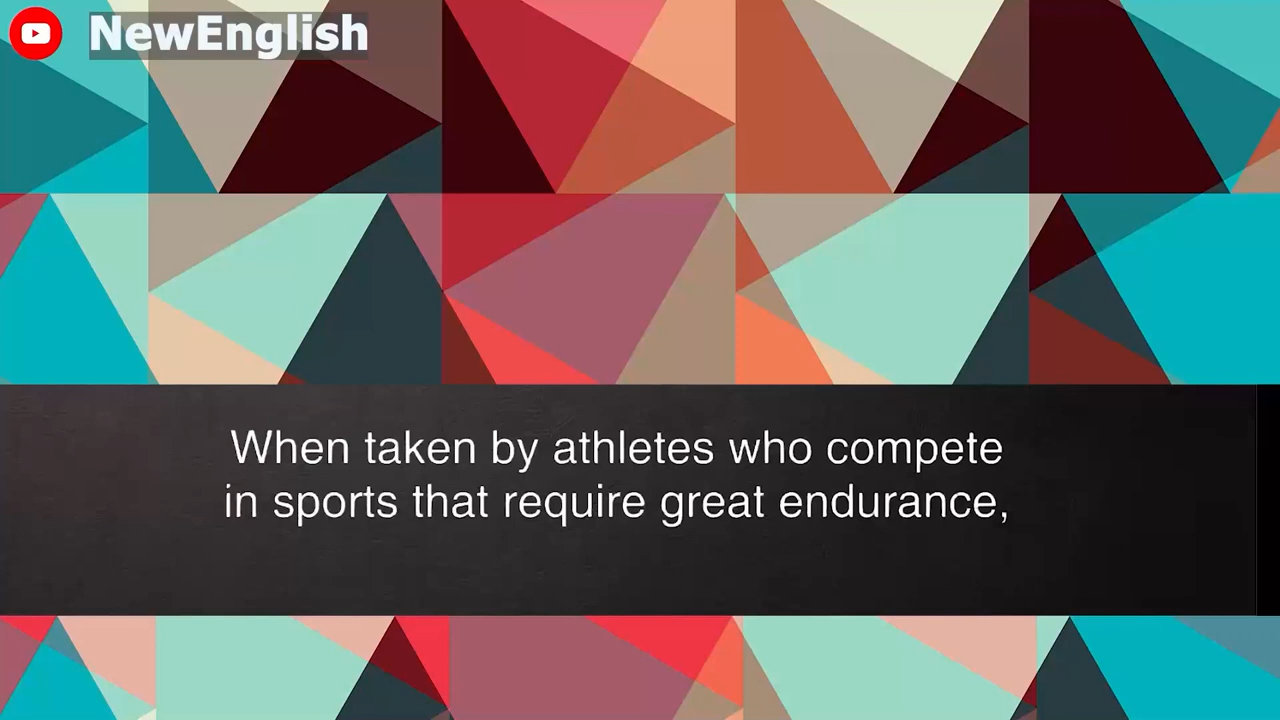 NewEnglish
When taken by athletes who compete
in sports that require great endurance,